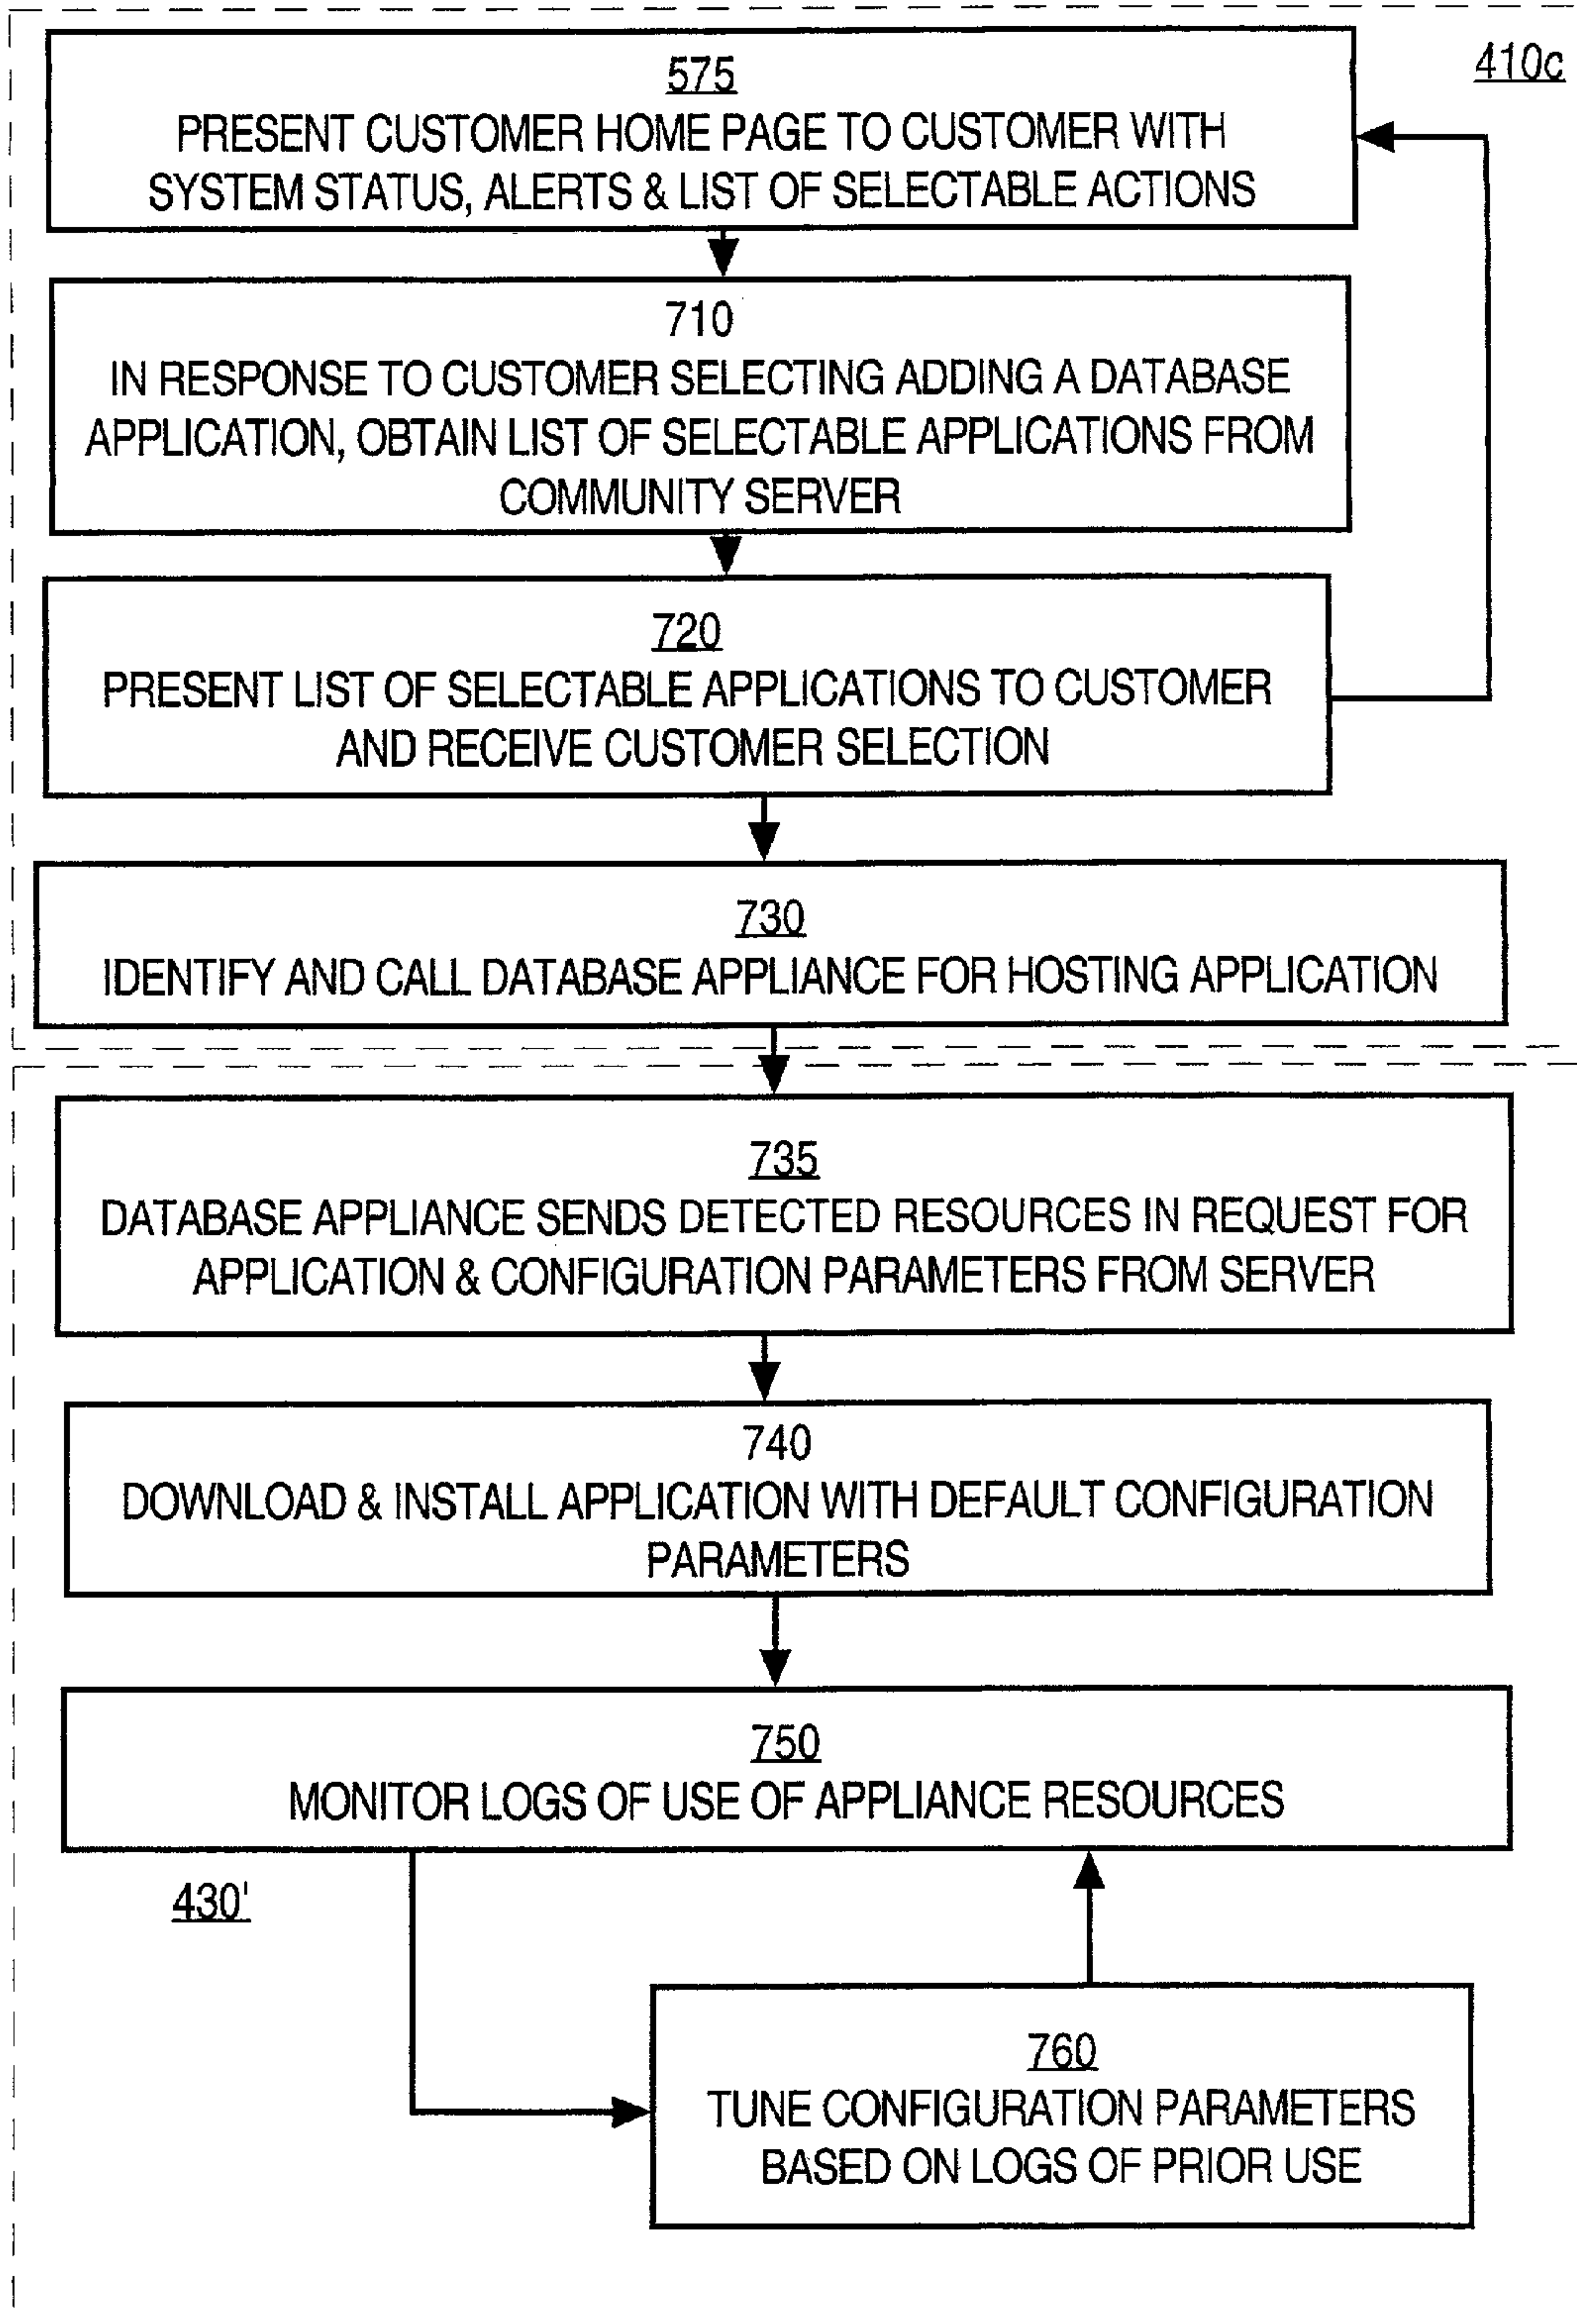 410c
575
PRESENT CUSTOMER HOME PAGE TO CUSTOMER WITH
SYSTEM STATUS, ALERTS & LIST OF SELECTABLE ACTIONS
710
IN RESPONSE TO CUSTOMER SELECTING ADDING A DATABASE
APPLICATION, OBTAIN LIST OF SELECTABLE APPLICATIONS FROM
COMMUNITY SERVER
720
PRESENT LIST OF SELECTABLE APPLICATIONS TO CUSTOMER
AND RECEIVE CUSTOMER SELECTION
730
IDENTIFY AND CALL DATABASE APPLIANCE FOR HOSTING APPLICATION
735
DATABASE APPLIANCE SENDS DETECTED RESOURCES IN REQUEST FOR
APPLICATION & CONFIGURATION PARAMETERS FROM SERVER
740
DOWNLOAD & INSTALL APPLICATION WITH DEFAULT CONFIGURATION
PARAMETERS
750
MONITOR LOGS OF USE OF APPLIANCE RESOURCES
430'
760
TUNE CONFIGURATION PARAMETERS
BASED ON LOGS OF PRIOR USE